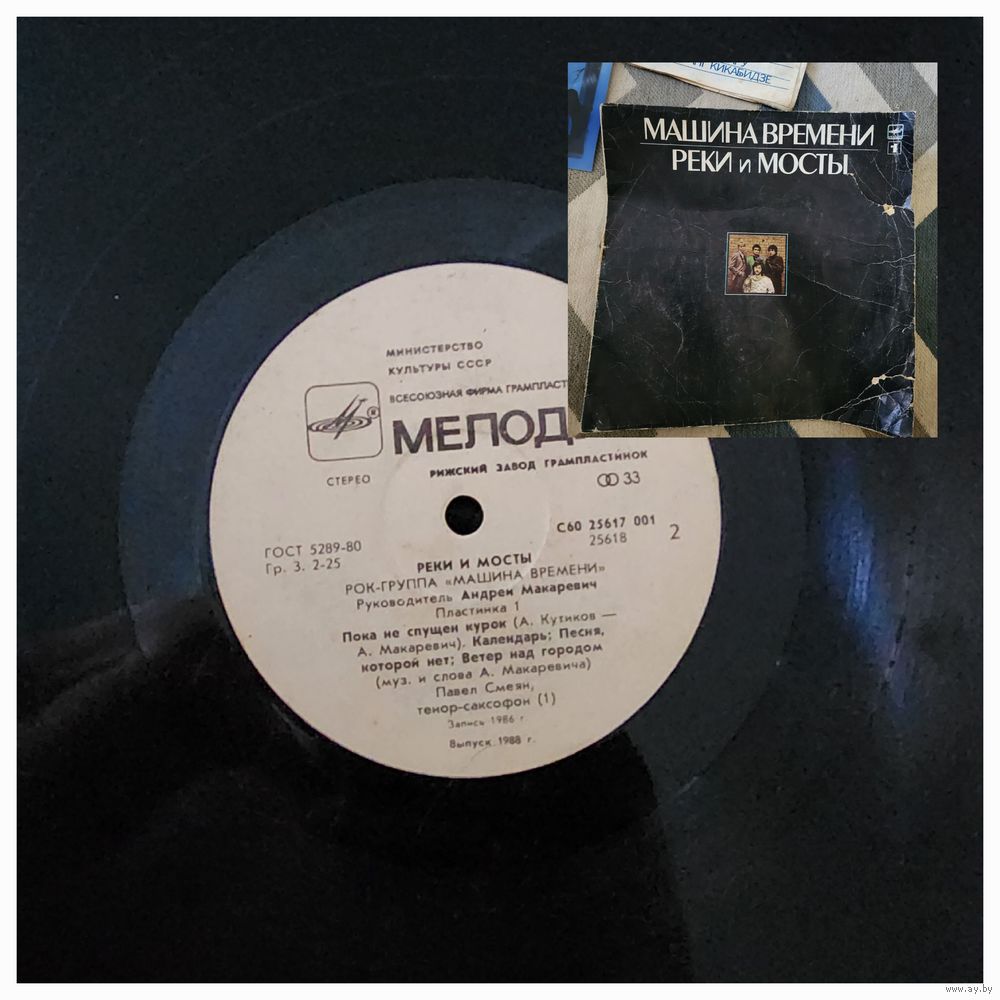 КИКАБИДЗЕ
МАШИНА ВРЕМЕНИ
РЕКИ и МОСТЫ
1
МИНИСТЕРСТВО
КУЛЬТУРЫ СССР
ВСЕСОЮЗНАЯ ФИРМА ГРАМПЛАСТ
®
МЕЛОД
РИЖСКИЙ ЗАВОД ГРАМПЛАСТИНОК
СТЕРЕО
33
ГОСТ 5289-80
Гр. 3. 2-25
С60 25617 001
25618
2
РЕКИ И МОСТЫ
РОК-ГРУППА «МАШИНА ВРЕМЕНИ»
Руководитель Андрей Макаревич
Пластинка 1
Пока не спущен курок (А. Кутиков —
А. Макаревич). Календарь; Песня,
которой нет; Ветер над городом
(муз. и слова А. Макаревича)
Павел Смеян,
тенор-саксофон (1)
Запись 1986 г.
Выпуск 1988 г.
www.ay.by